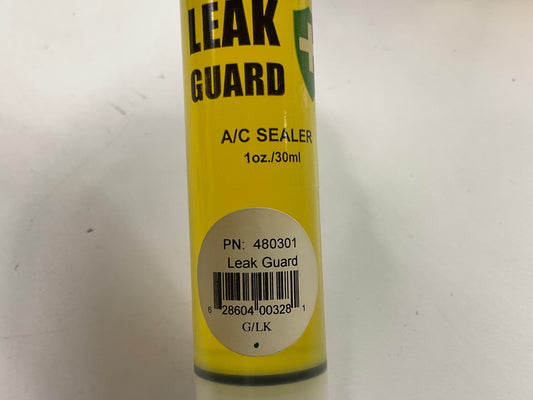 LEAK
GUARD
A/C SEALER
1oz./30ml
PN: 480301
Leak Guard
6 28604 00328 1
G/LK